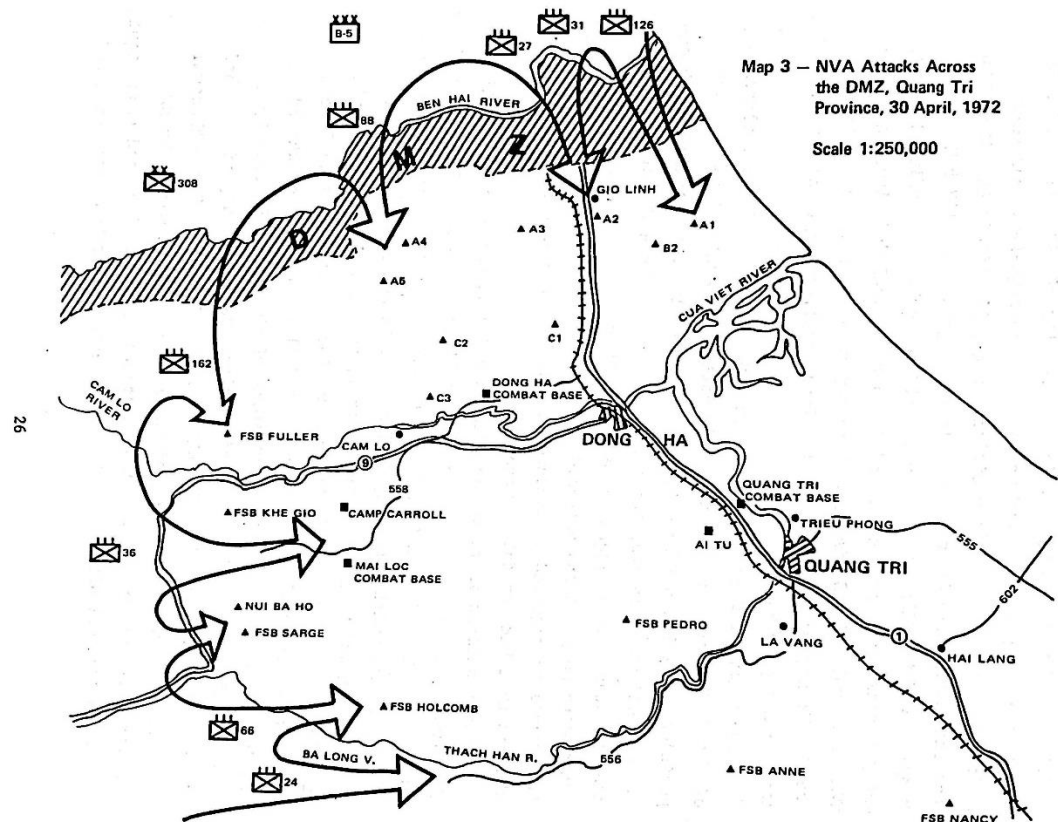 XXX
B-5
31
126
27
Map 3 — NVA Attacks Across
the DMZ, Quang Tri
Province, 30 April, 1972
Scale 1:250,000
BEN HAI RIVER
88
XX
308
D M Z
GIO LINH
A2
A1
A3
A4
B2
A5
CUA VIET RIVER
C1
C2
162
CAM LO
RIVER
DONG HA
COMBAT BASE
C3
26
FSB FULLER
CAM LO
DONG HA
9
558
QUANG TRI
COMBAT BASE
FSB KHE GIO
CAMP CARROLL
TRIEU PHONG
555
AI TU
36
MAI LOC
COMBAT BASE
QUANG TRI
602
NUI BA HO
FSB SARGE
FSB PEDRO
LA VANG
1
HAI LANG
FSB HOLCOMB
66
BA LONG V.
THACH HAN R.
556
24
FSB ANNE
FSB NANCY